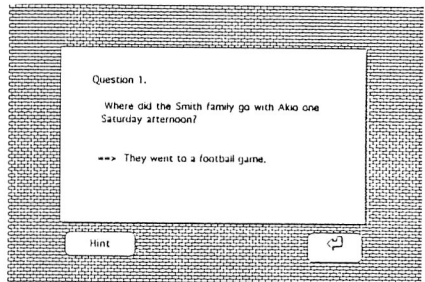 Question 1.
Where did the Smith family go with Akio one
Saturday afternoon?
==> They went to a football game.
Hint